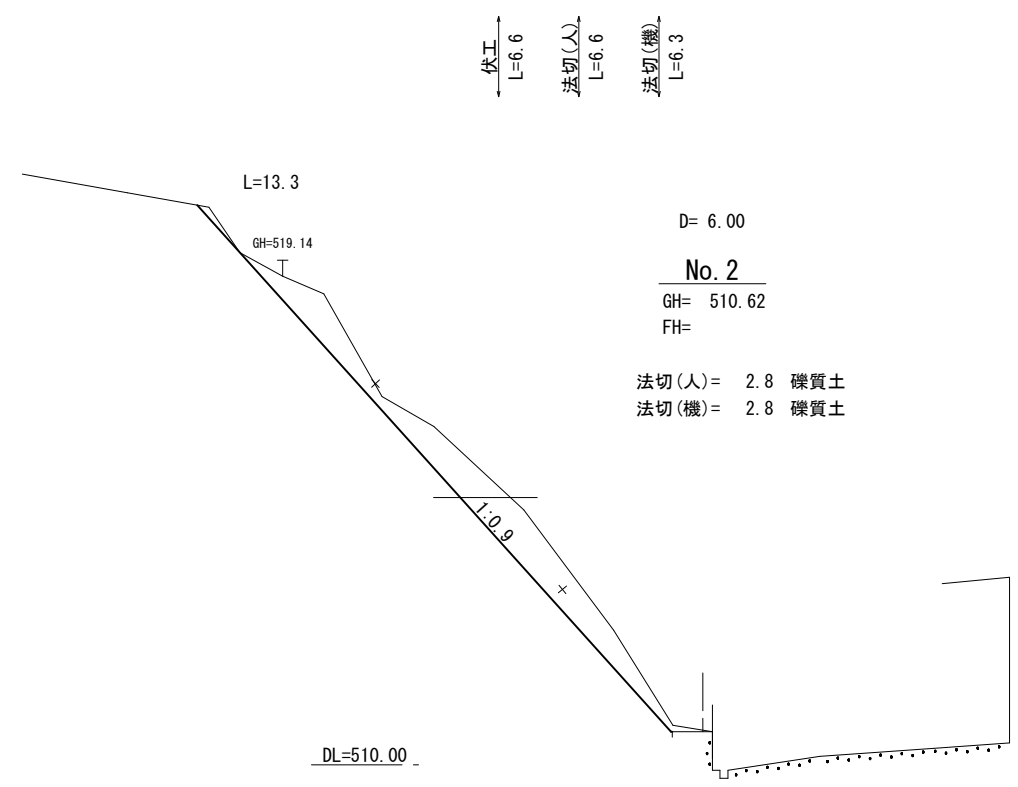 伏工
L=6.6
法切(人)
L=6.6
法切(機)
L=6.3
L=13.3
GH=519.14
D= 6.00
No.2
GH= 510.62
FH=
法切(人)= 2.8 礫質土
法切(機)= 2.8 礫質土
1:0.9
DL=510.00